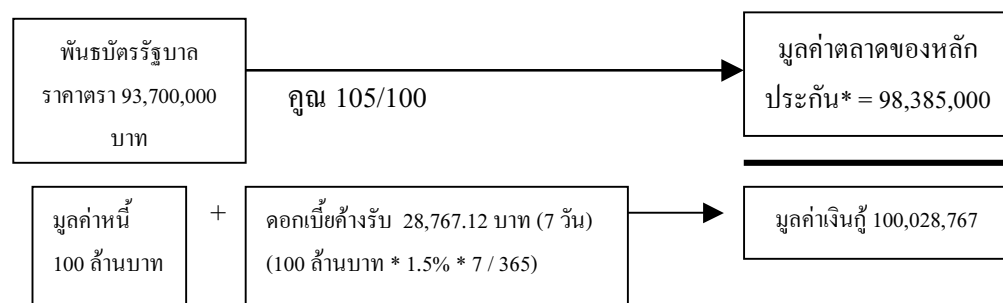 พันธบัตรรัฐบาล
ราคาตรา 93,700,000
บาท
คูณ 105/100
มูลค่าตลาดของหลัก
ประกัน* = 98,385,000
มูลค่าหนี้
100 ล้านบาท
+
ดอกเบี้ยค้างรับ 28,767.12 บาท (7 วัน)
(100 ล้านบาท * 1.5% * 7 / 365)
มูลค่าเงินกู้ 100,028,767